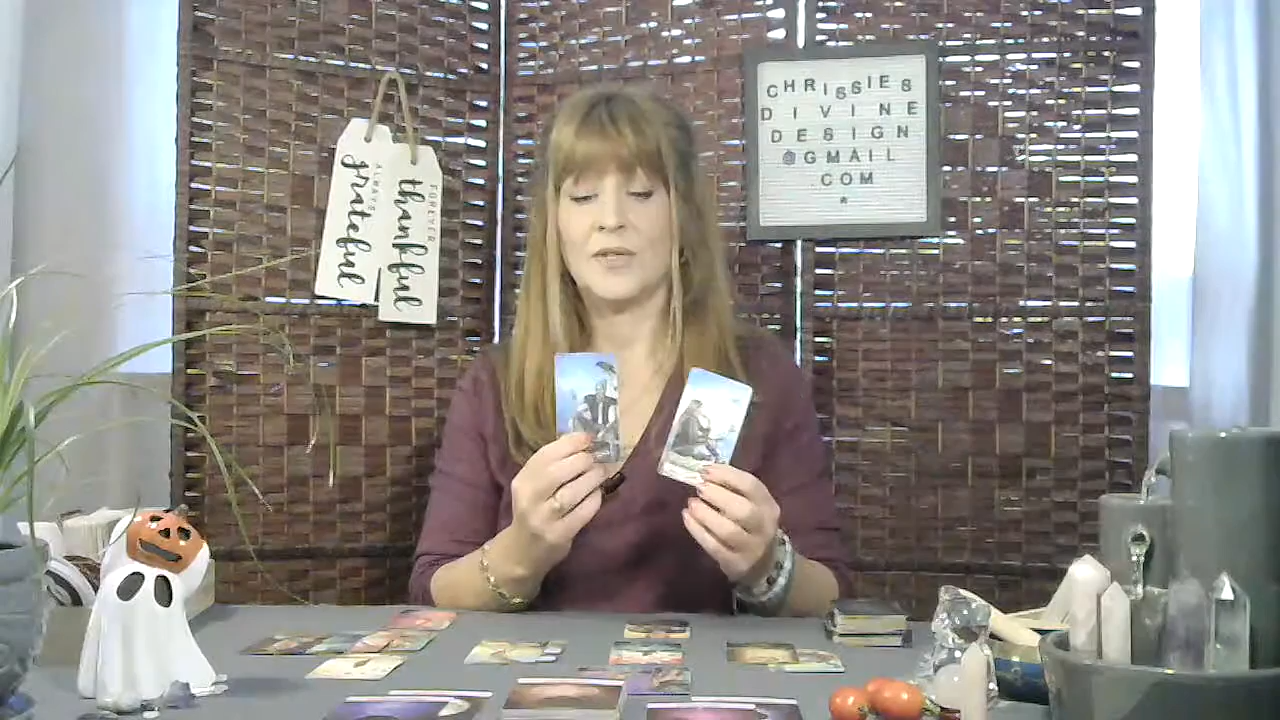 ALWAYS
grateful
FOREVER
thankful
CHRISSIES
DIVINE
DESIGN
@GMAIL
.COM
*